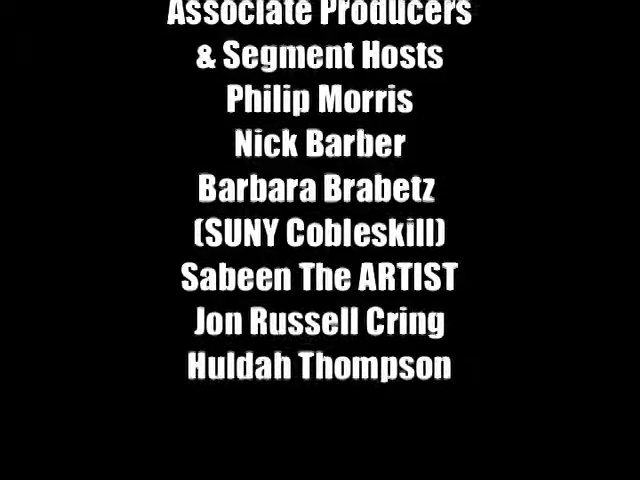 Associate Producers
& Segment Hosts
Philip Morris
Nick Barber
Barbara Brabetz
(SUNY Cobleskill)
Sabeen The ARTIST
Jon Russell Cring
Huldah Thompson